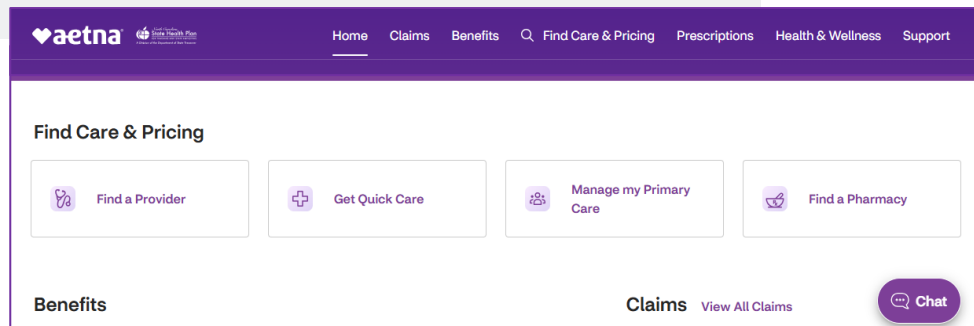 aetna
State Health Plan
Home Claims Benefits Find Care & Pricing Prescriptions Health & Wellness Support
Find Care & Pricing
Find a Provider
Get Quick Care
Manage my Primary
Care
Find a Pharmacy
Benefits
Claims View All Claims
Chat